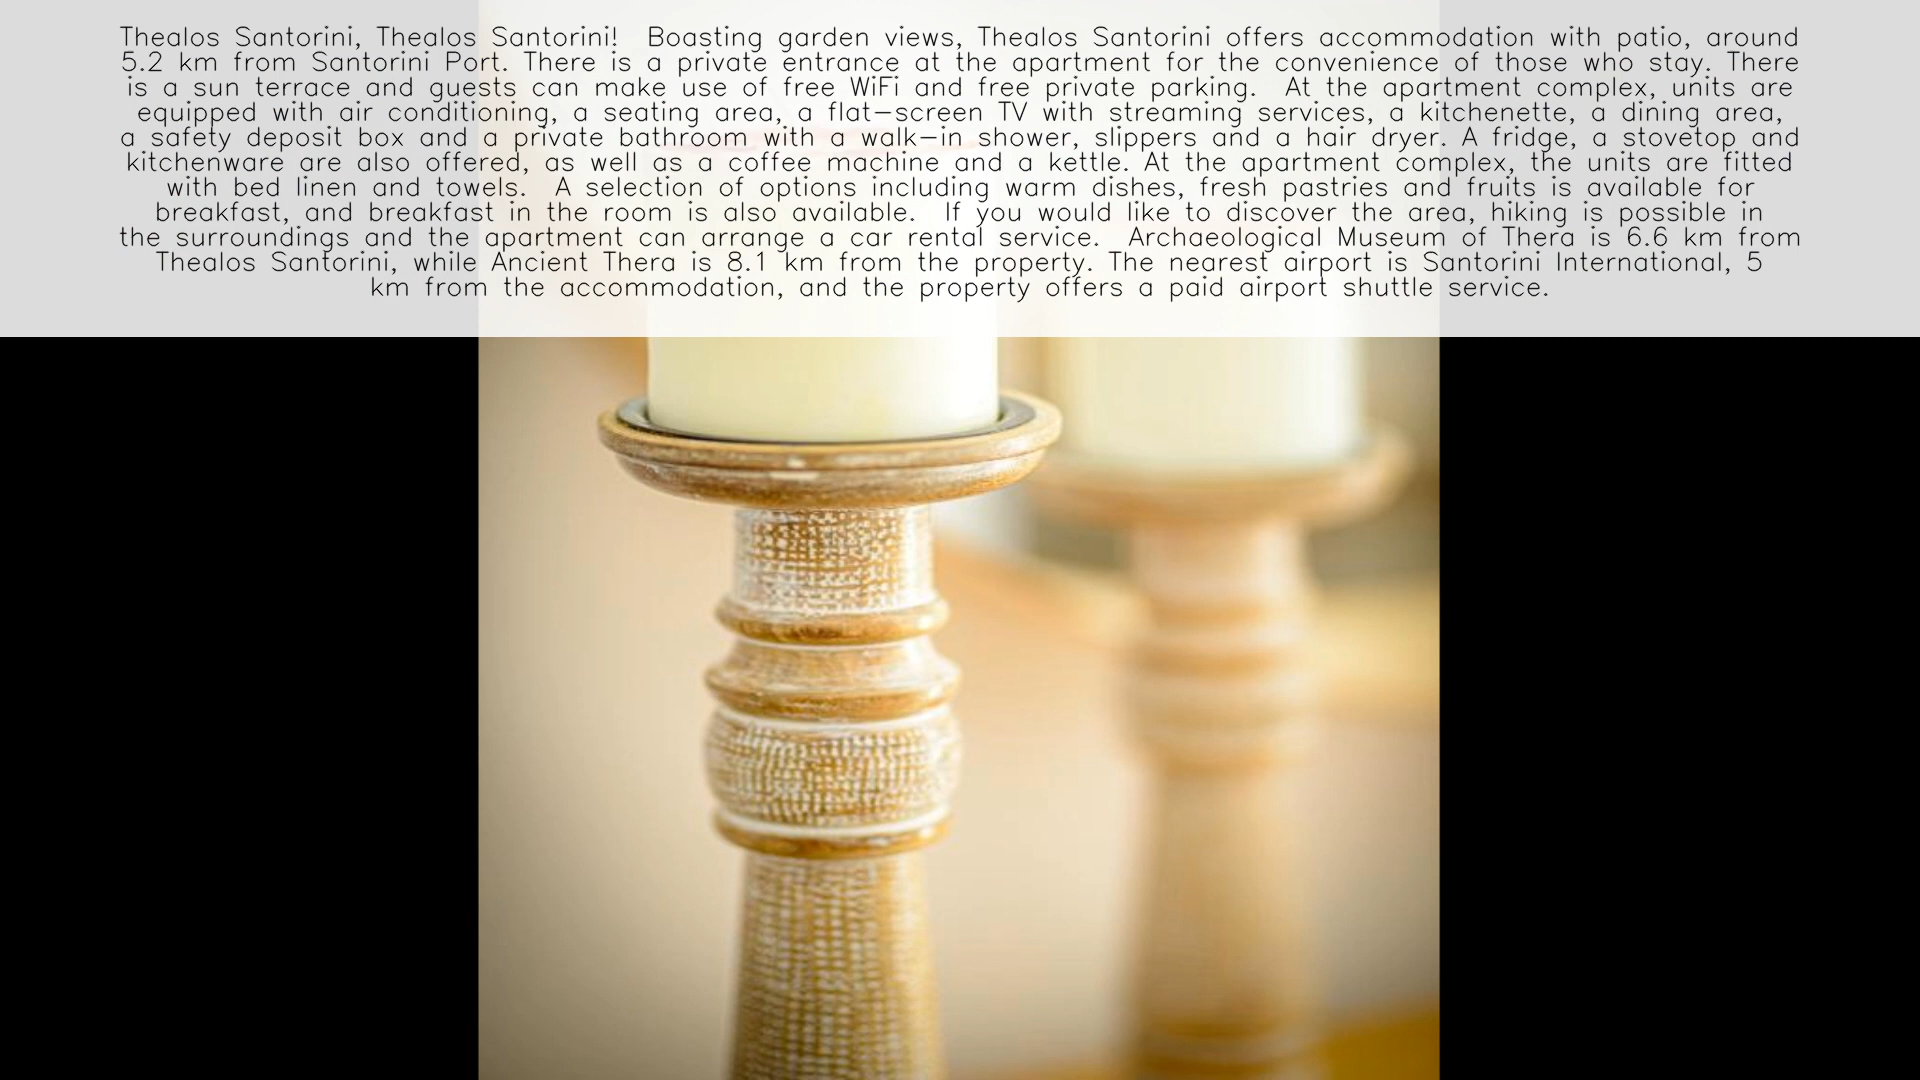 Thealos Santorini, Thealos Santorini! Boasting garden views, Thealos Santorini offers accommodation with patio, around
5.2 km from Santorini Port. There is a private entrance at the apartment for the convenience of those who stay. There
is a sun terrace and guests can make use of free WiFi and free private parking. At the apartment complex, units are
equipped with air conditioning, a seating area, a flat-screen TV with streaming services, a kitchenette, a dining area,
a safety deposit box and a private bathroom with a walk-in shower, slippers and a hair dryer. A fridge, a stovetop and
kitchenware are also offered, as well as a coffee machine and a kettle. At the apartment complex, the units are fitted
with bed linen and towels. A selection of options including warm dishes, fresh pastries and fruits is available for
breakfast, and breakfast in the room is also available. If you would like to discover the area, hiking is possible in
the surroundings and the apartment can arrange a car rental service. Archaeological Museum of Thera is 6.6 km from
Thealos Santorini, while Ancient Thera is 8.1 km from the property. The nearest airport is Santorini International, 5
km from the accommodation, and the property offers a paid airport shuttle service.